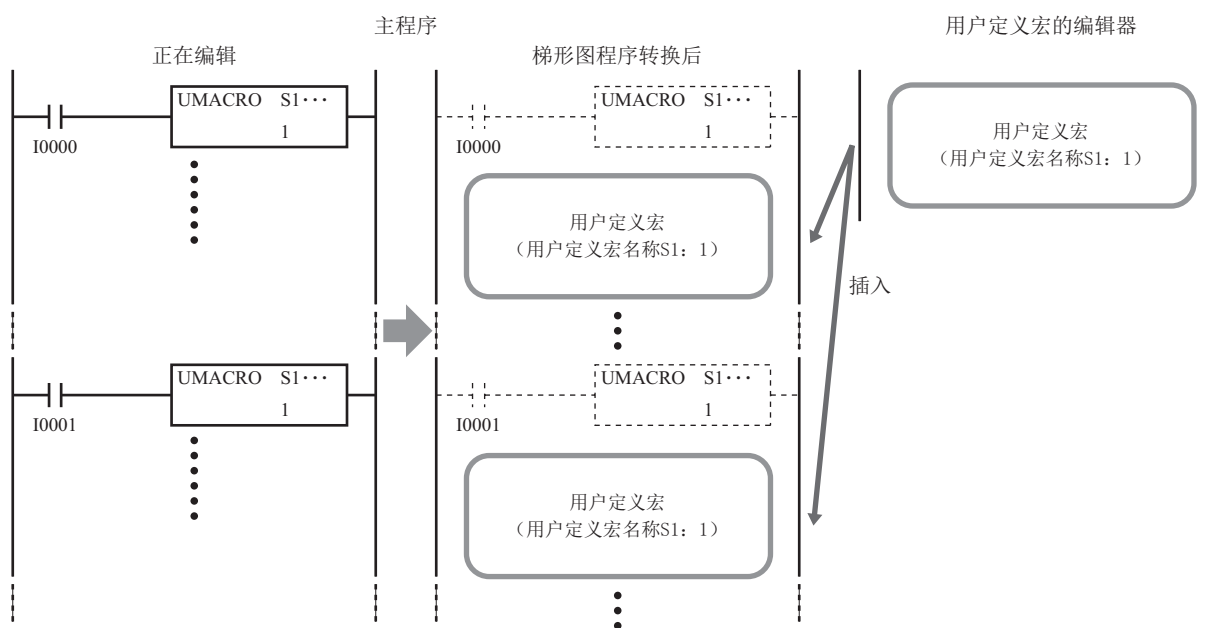 主程序
用户定义宏的编辑器
正在编辑
梯形图程序转换后
UMACRO S1···
1
I0000
UMACRO S1···
1
I0000
用户定义宏
（用户定义宏名称S1：1）
用户定义宏
（用户定义宏名称S1：1）
插入
UMACRO S1···
1
I0001
UMACRO S1···
1
I0001
用户定义宏
（用户定义宏名称S1：1）